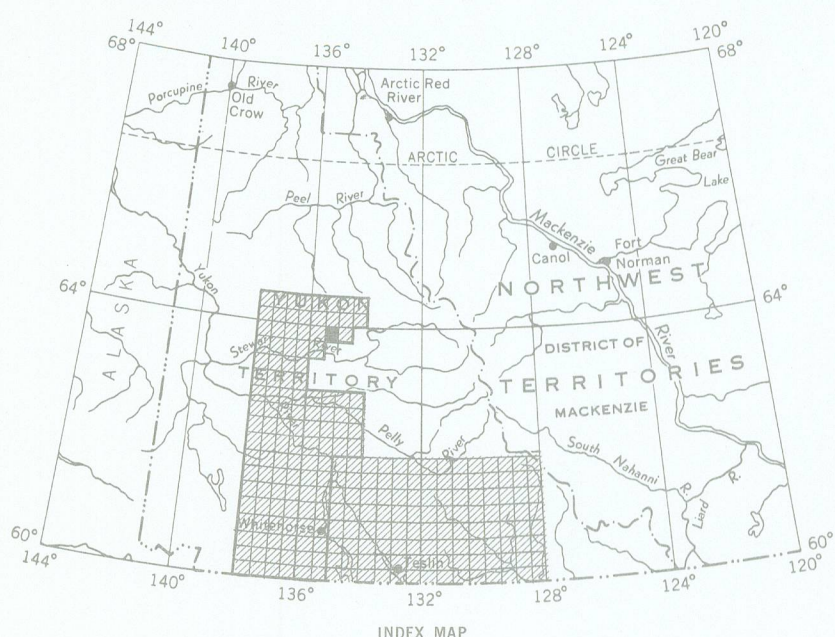 144°
140°
136°
132°
128°
124°
120°
68°
68°
Porcupine River
Old
Crow
Arctic Red
River
ARCTIC CIRCLE
Great Bear
Lake
Peel River
Mackenzie
Canol
Fort
Norman
Yukon
NORTHWEST
64°
64°
ALASKA
YUKON
Stewart
River
DISTRICT OF
River
TERRITORY
TERRITORIES
MACKENZIE
Pelly
River
South
Nahanni
R.
Liard
R.
Whitehorse
Teslin
60°
60°
144°
140°
136°
132°
128°
124°
120°
INDEX MAP